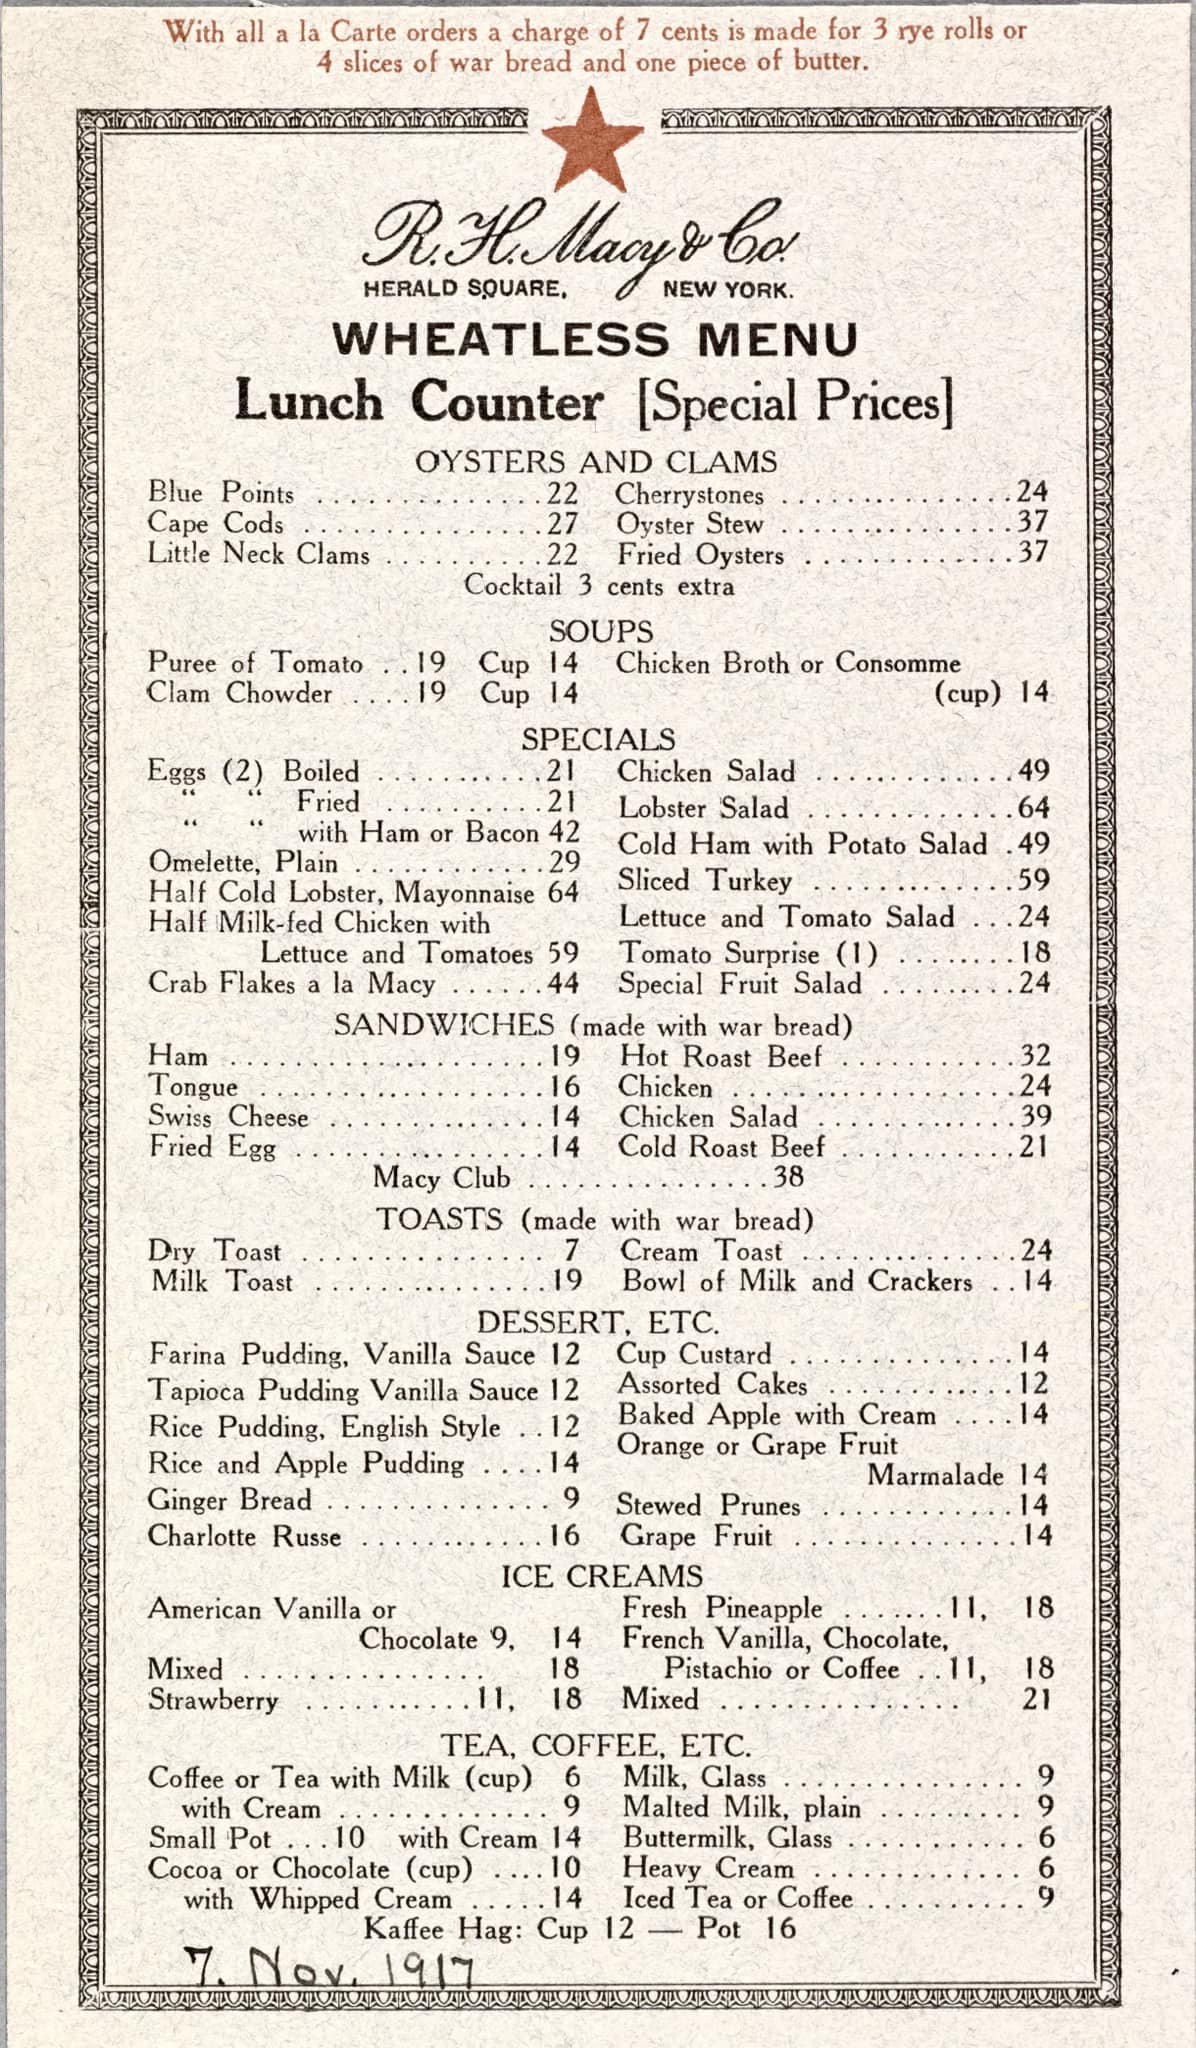 With all a la Carte orders a charge of 7 cents is made for 3 rye rolls or
4 slices of war bread and one piece of butter.
R. H. Macy & Co.
HERALD SQUARE, NEW YORK.
WHEATLESS MENU
Lunch Counter [Special Prices]
OYSTERS AND CLAMS
Blue Points . . . . . . . . . . . . . . 22 Cherrystones . . . . . . . . . . . . . . . 24
Cape Cods . . . . . . . . . . . . . . . 27 Oyster Stew . . . . . . . . . . . . . . . 37
Little Neck Clams . . . . . . . . . . 22 Fried Oysters . . . . . . . . . . . . . 37
Cocktail 3 cents extra
SOUPS
Puree of Tomato . . 19 Cup 14 Chicken Broth or Consomme
Clam Chowder . . . . 19 Cup 14 (cup) 14
SPECIALS
Eggs (2) Boiled . . . . . . . . . . . 21 Chicken Salad . . . . . . . . . . . . . 49
“ “ Fried . . . . . . . . . . 21 Lobster Salad . . . . . . . . . . . . . 64
“ “ with Ham or Bacon 42 Cold Ham with Potato Salad . 49
Omelette, Plain . . . . . . . . . . . . 29 Sliced Turkey . . . . . . . . . . . . . 59
Half Cold Lobster, Mayonnaise 64 Lettuce and Tomato Salad . . . 24
Half Milk-fed Chicken with
Lettuce and Tomatoes 59 Tomato Surprise (1) . . . . . . . . 18
Crab Flakes a la Macy . . . . . . 44 Special Fruit Salad . . . . . . . . . 24
SANDWICHES (made with war bread)
Ham . . . . . . . . . . . . . . . . . . . . 19 Hot Roast Beef . . . . . . . . . . . 32
Tongue . . . . . . . . . . . . . . . . . . 16 Chicken . . . . . . . . . . . . . . . . . . 24
Swiss Cheese . . . . . . . . . . . . . . 14 Chicken Salad . . . . . . . . . . . . . 39
Fried Egg . . . . . . . . . . . . . . . . 14 Cold Roast Beef . . . . . . . . . . . 21
Macy Club . . . . . . . . . . . . . . . 38
TOASTS (made with war bread)
Dry Toast . . . . . . . . . . . . . . . . 7 Cream Toast . . . . . . . . . . . . . . 24
Milk Toast . . . . . . . . . . . . . . . 19 Bowl of Milk and Crackers . . 14
DESSERT, ETC.
Farina Pudding, Vanilla Sauce 12 Cup Custard . . . . . . . . . . . . . . 14
Tapioca Pudding Vanilla Sauce 12 Assorted Cakes . . . . . . . . . . . . 12
Rice Pudding, English Style . . 12 Baked Apple with Cream . . . . 14
Rice and Apple Pudding . . . . 14 Orange or Grape Fruit
Marmalade 14
Ginger Bread . . . . . . . . . . . . . . 9 Stewed Prunes . . . . . . . . . . . . 14
Charlotte Russe . . . . . . . . . . . . 16 Grape Fruit . . . . . . . . . . . . . . 14
ICE CREAMS
American Vanilla or Fresh Pineapple . . . . . . . 11, 18
Chocolate 9, 14 French Vanilla, Chocolate,
Mixed . . . . . . . . . . . . . . . . 18 Pistachio or Coffee . . 11, 18
Strawberry . . . . . . . . . . . 11, 18 Mixed . . . . . . . . . . . . . . . 21
TEA, COFFEE, ETC.
Coffee or Tea with Milk (cup) 6 Milk, Glass . . . . . . . . . . . . . . . 9
with Cream . . . . . . . . . . . . . 9 Malted Milk, plain . . . . . . . . . 9
Small Pot . . . 10 with Cream 14 Buttermilk, Glass . . . . . . . . . . . 6
Cocoa or Chocolate (cup) . . . . 10 Heavy Cream . . . . . . . . . . . . . 6
with Whipped Cream . . . . . 14 Iced Tea or Coffee . . . . . . . . . . 9
Kaffee Hag: Cup 12 — Pot 16
7. Nov. 1917